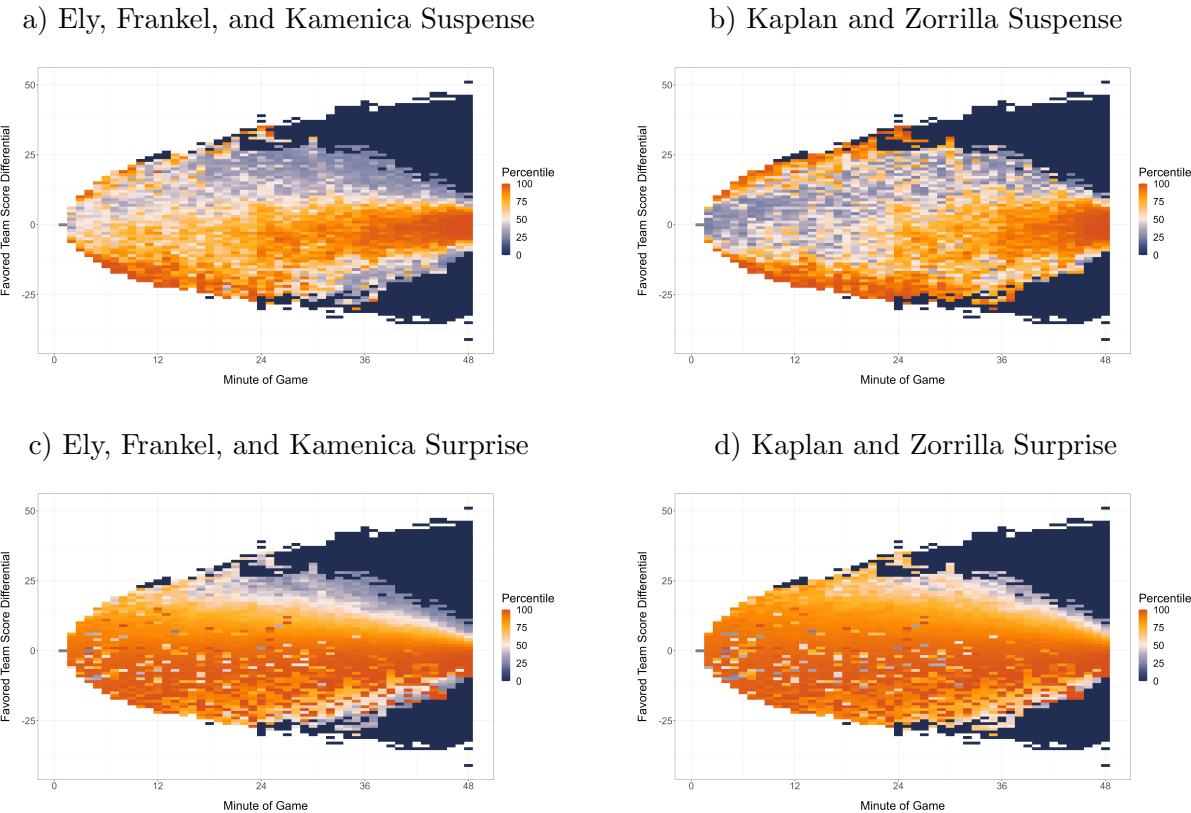 a) Ely, Frankel, and Kamenica Suspense
Favored Team Score Differential
50
25
0
-25
0 12 24 36 48
Minute of Game
Percentile
100
75
50
25
0
b) Kaplan and Zorrilla Suspense
Favored Team Score Differential
50
25
0
-25
0 12 24 36 48
Minute of Game
Percentile
100
75
50
25
0
c) Ely, Frankel, and Kamenica Surprise
Favored Team Score Differential
50
25
0
-25
0 12 24 36 48
Minute of Game
Percentile
100
75
50
25
0
d) Kaplan and Zorrilla Surprise
Favored Team Score Differential
50
25
0
-25
0 12 24 36 48
Minute of Game
Percentile
100
75
50
25
0